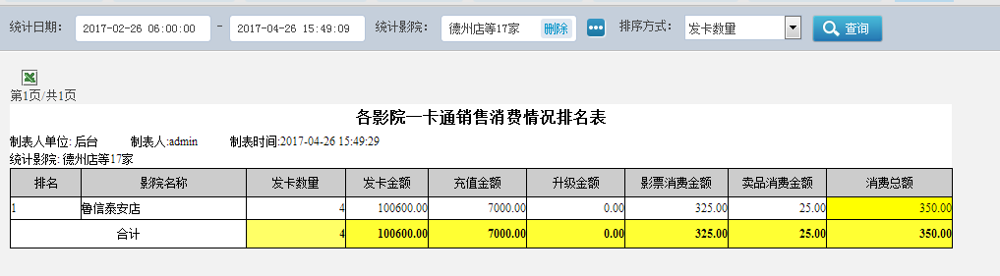 统计日期： 2017-02-26 06:00:00 - 2017-04-26 15:49:09 统计影院： 德州店等17家 删除 排序方式： 发卡数量 查询
第1页/共1页
各影院一卡通销售消费情况排名表
制表人单位: 后台 制表人:admin 制表时间:2017-04-26 15:49:29
统计影院: 德州店等17家
排名 影院名称 发卡数量 发卡金额 充值金额 升级金额 影票消费金额 卖品消费金额 消费总额
1 鲁信泰安店 4 100600.00 7000.00 0.00 325.00 25.00 350.00
合计 4 100600.00 7000.00 0.00 325.00 25.00 350.00